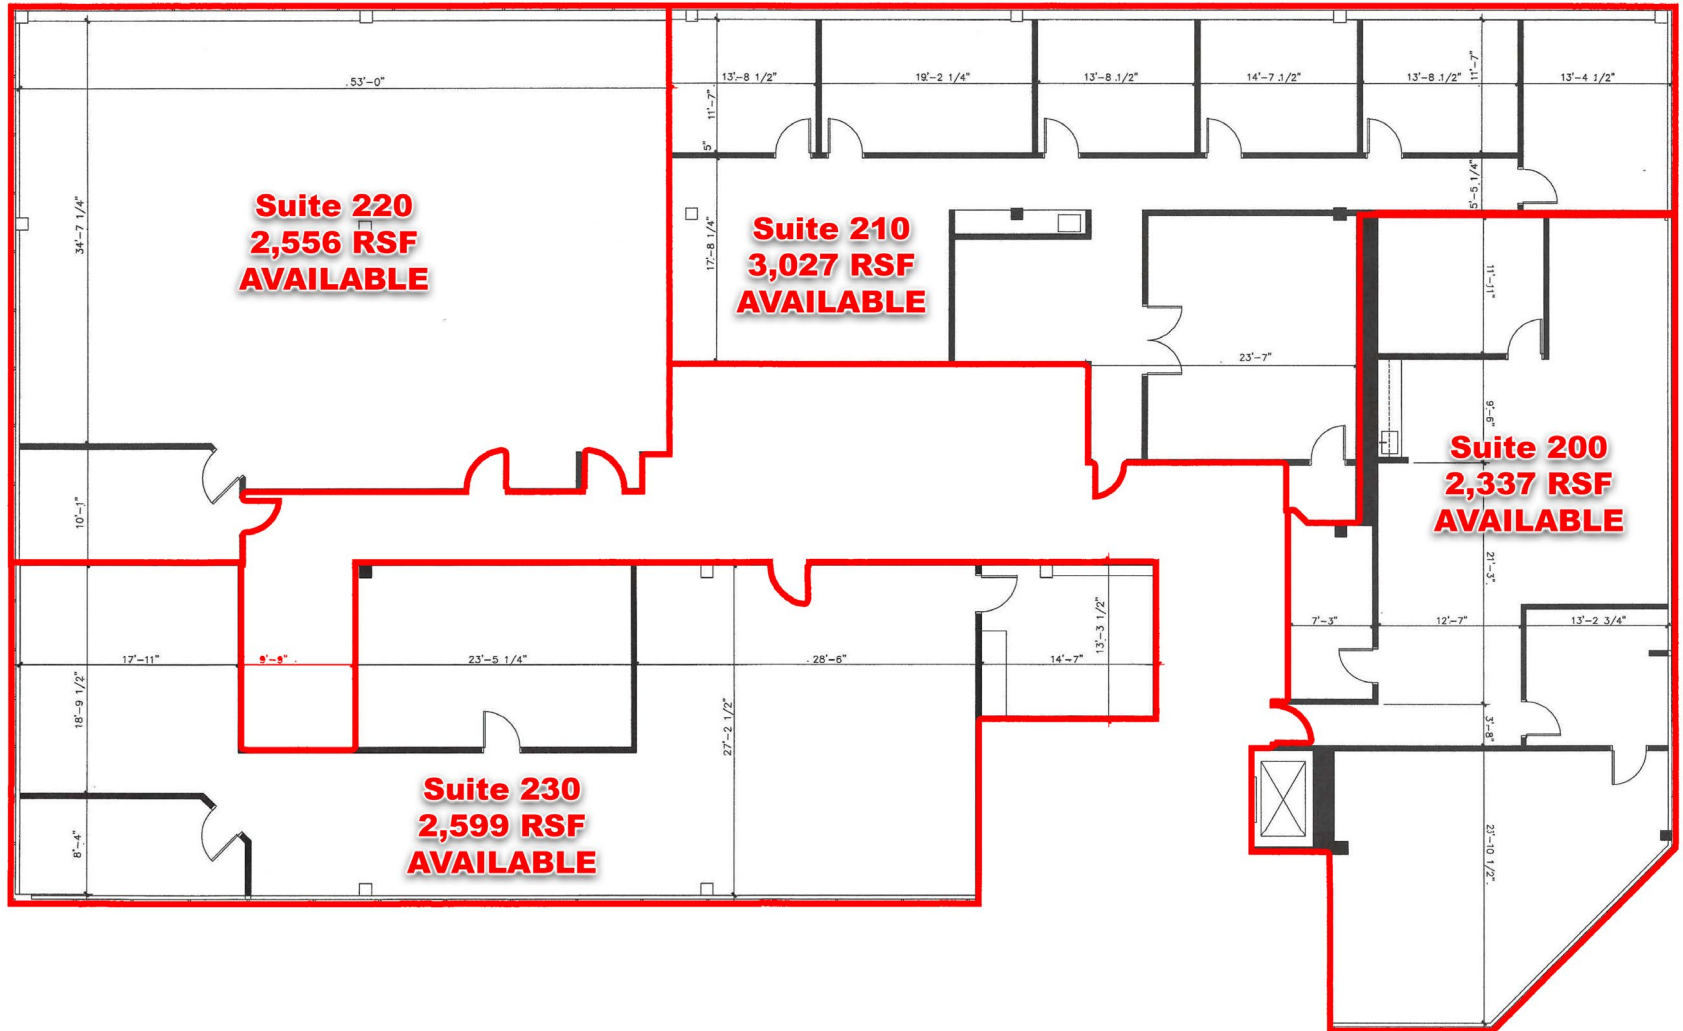 53'-0"
13'-8 1/2"
19'-2 1/4"
13'-8 1/2"
14'-7 1/2"
13'-8 1/2"
11'-7"
13'-4 1/2"
11'-7"
5"
34'-7 1/4"
17'-8 1/4"
5'-5 1/4"
Suite 220
2,556 RSF
AVAILABLE
Suite 210
3,027 RSF
AVAILABLE
11'-11"
23'-7"
9'-6"
Suite 200
2,337 RSF
AVAILABLE
10'-1"
21'-3"
13'-3 1/2"
7'-3"
12'-7"
13'-2 3/4"
17'-11"
9'-9"
23'-5 1/4"
28'-6"
14'-7"
18'-9 1/2"
27'-2 1/2"
3'-8"
Suite 230
2,599 RSF
AVAILABLE
8'-4"
23'-10 1/2"